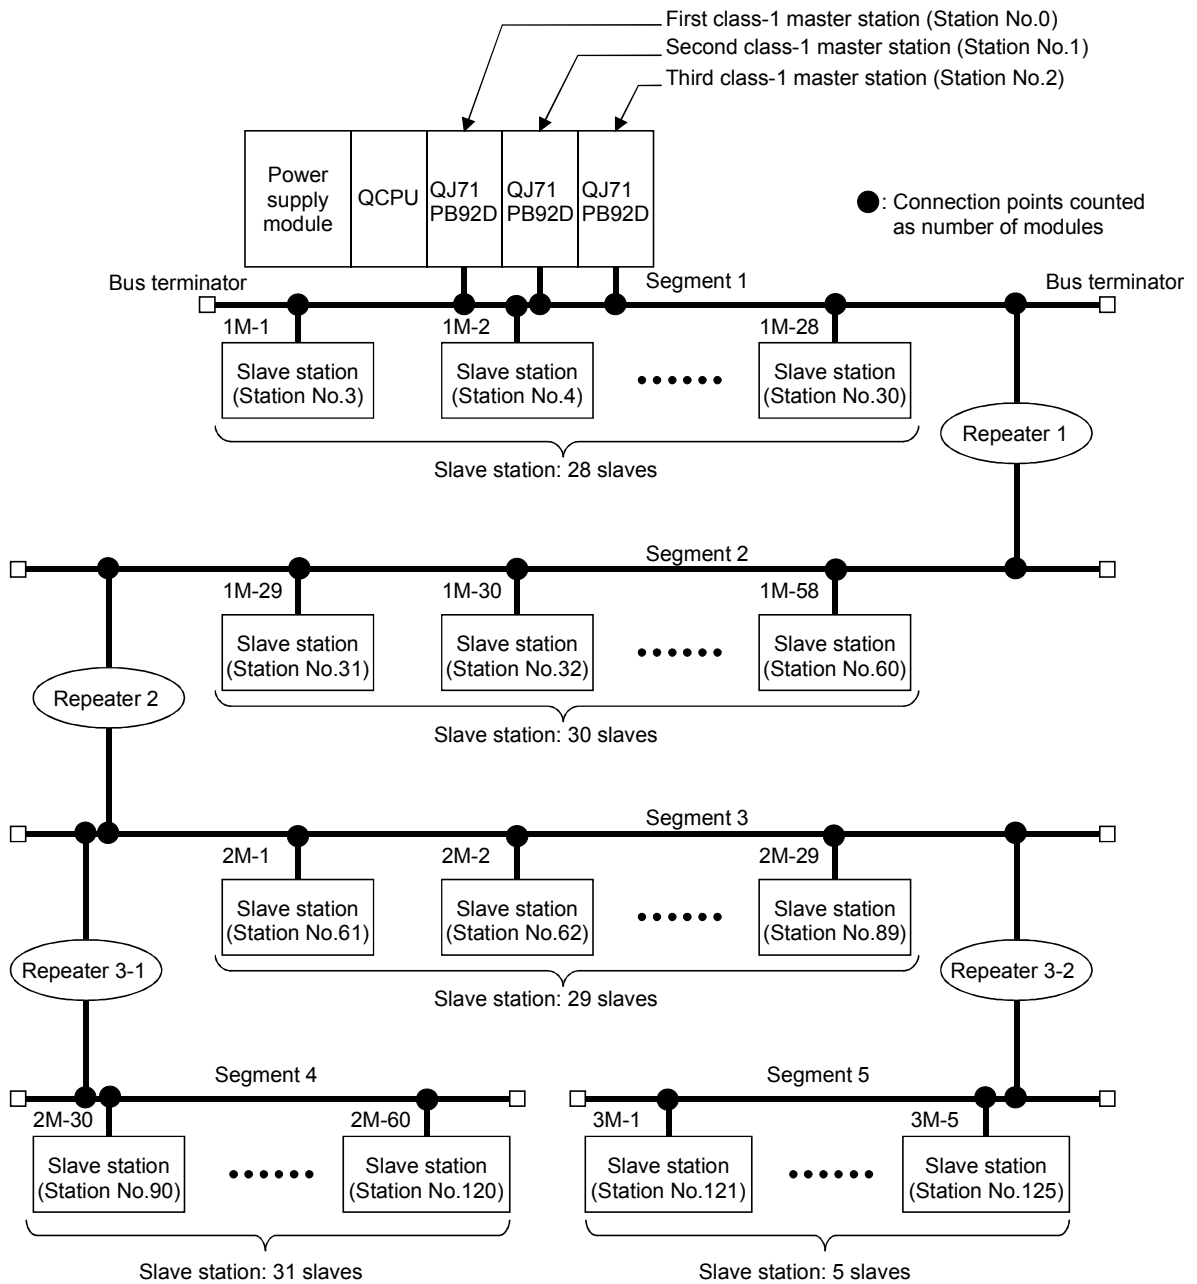 First class-1 master station (Station No.0)
Second class-1 master station (Station No.1)
Third class-1 master station (Station No.2)
Power
supply
module
QCPU
QJ71
PB92D
QJ71
PB92D
QJ71
PB92D
: Connection points counted
as number of modules
Bus terminator
Segment 1
Bus terminator
1M-1
1M-2
1M-28
Slave station
(Station No.3)
Slave station
(Station No.4)
Slave station
(Station No.30)
Repeater 1
Slave station: 28 slaves
Segment 2
1M-29
1M-30
1M-58
Slave station
(Station No.31)
Slave station
(Station No.32)
Slave station
(Station No.60)
Repeater 2
Slave station: 30 slaves
Segment 3
2M-1
2M-2
2M-29
Slave station
(Station No.61)
Slave station
(Station No.62)
Slave station
(Station No.89)
Repeater 3-1
Repeater 3-2
Slave station: 29 slaves
Segment 4
Segment 5
2M-30
2M-60
3M-1
3M-5
Slave station
(Station No.90)
Slave station
(Station No.120)
Slave station
(Station No.121)
Slave station
(Station No.125)
Slave station: 31 slaves
Slave station: 5 slaves